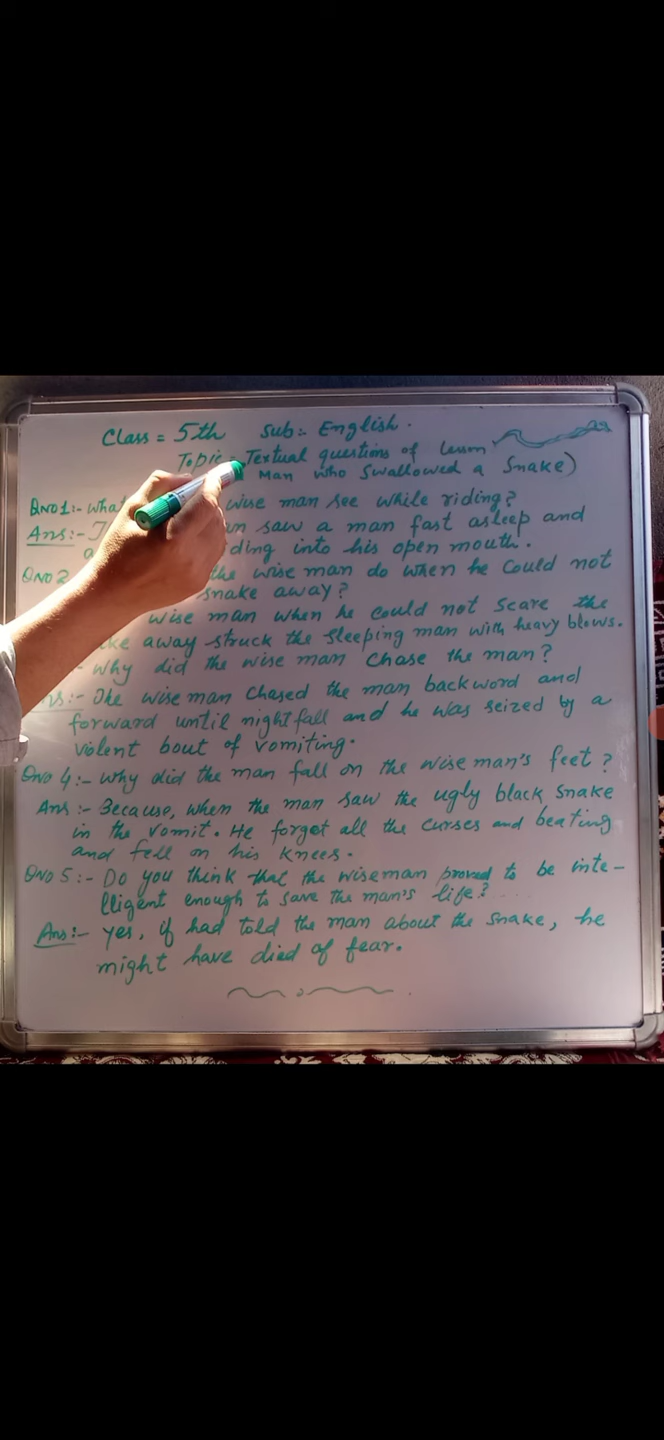 Class = 5th Sub:- English.
Topic Textual questions of lesson
Man who Swallowed a Snake)
QNO1:- What wise man see while riding?
Ans:- saw a man fast asleep and
ding into his open mouth.
QNO2 the wise man do when he could not
snake away?
wise man when he could not scare the
ke away struck the sleeping man with heavy blows.
- Why did the wise man chase the man?
ns:- The wise man chased the man backword and
forward until nightfall and he was seized by a
violent bout of vomiting.
QNO 4:- Why did the man fall on the wise man's feet?
Ans:- Because, when the man saw the ugly black snake
in the vomit. He forget all the curses and beating
and fell on his knees.
QNO 5:- Do you think that the wiseman proved to be inte-
lligent enough to save the man's life?
Ans:- yes, if had told the man about the snake, he
might have died of fear.